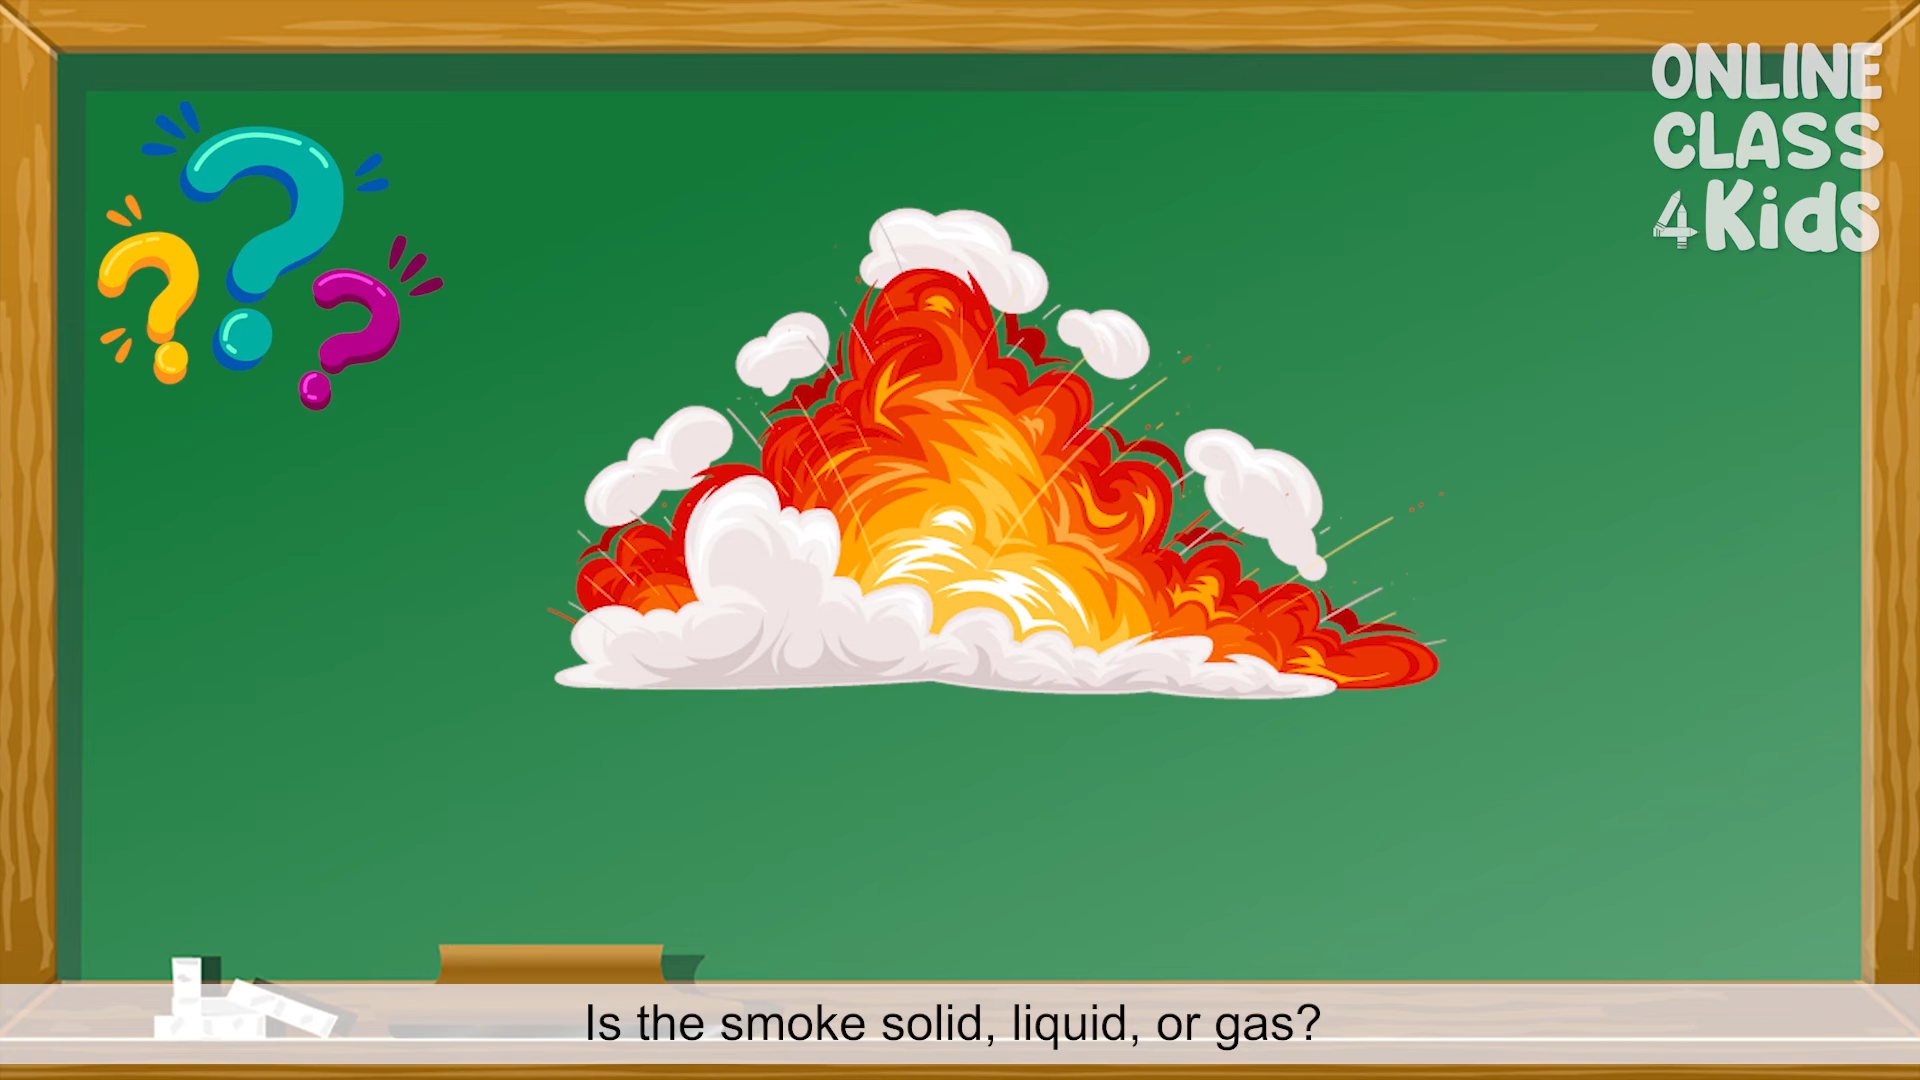 ONLINE
CLASS
4Kids
Is the smoke solid, liquid, or gas?